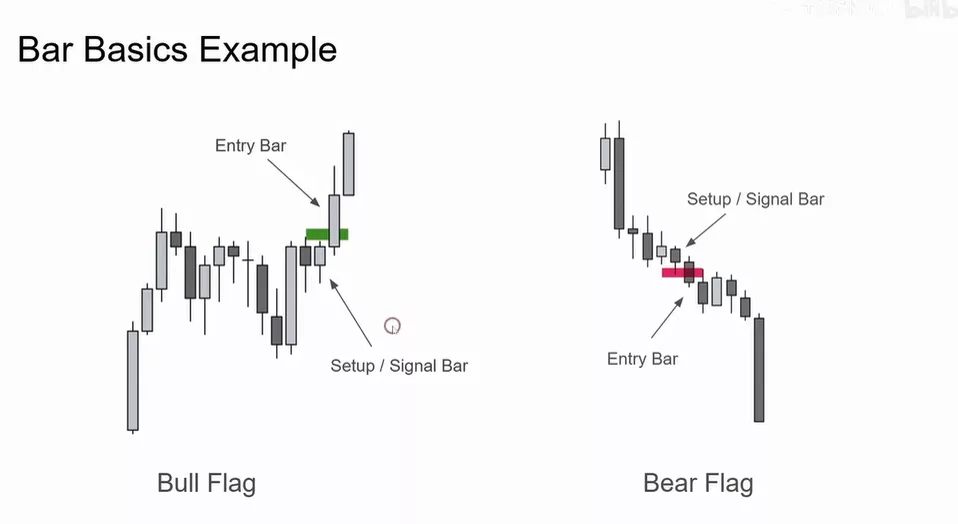 Bar Basics Example
Entry Bar
Setup / Signal Bar
Bull Flag
Setup / Signal Bar
Entry Bar
Bear Flag